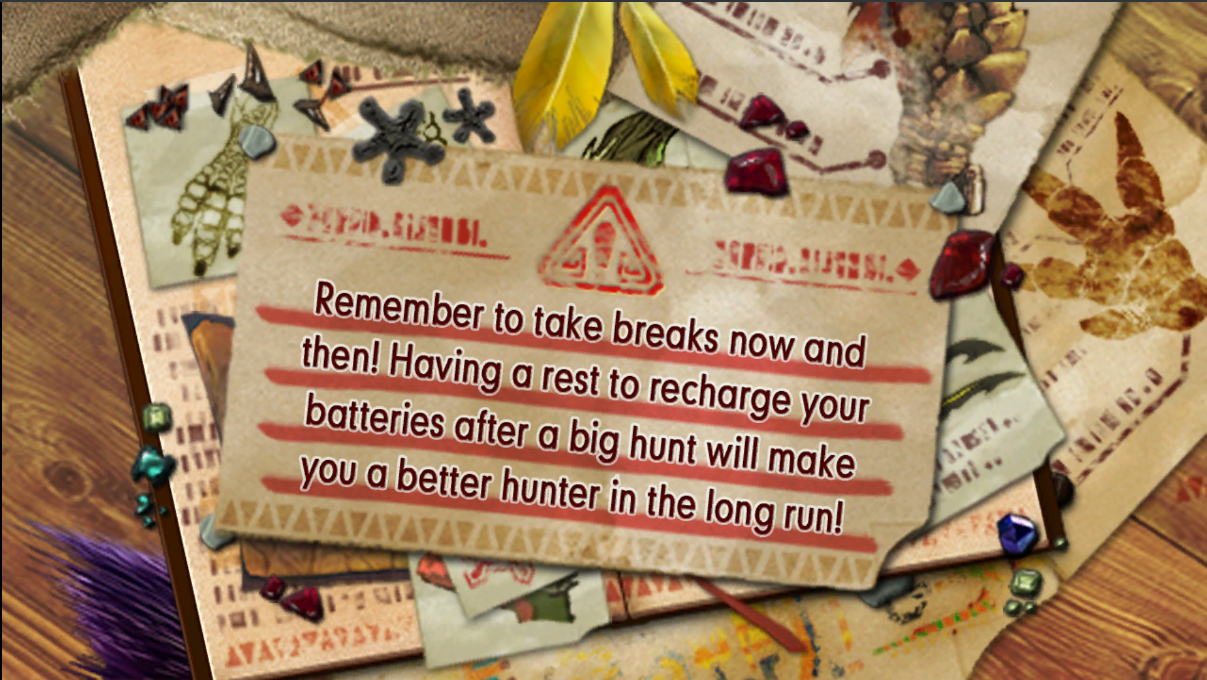 Remember to take breaks now and
then! Having a rest to recharge your
batteries after a big hunt will make
you a better hunter in the long run!